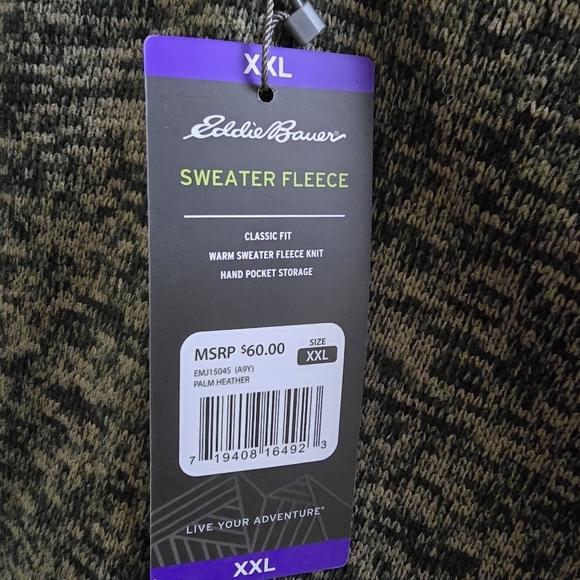 XXL
Eddie Bauer®
SWEATER FLEECE
CLASSIC FIT
WARM SWEATER FLEECE KNIT
HAND POCKET STORAGE
MSRP $60.00
SIZE
XXL
EMJ15045 (A9Y)
PALM HEATHER
7 19408 16492 3
LIVE YOUR ADVENTURE®
XXL